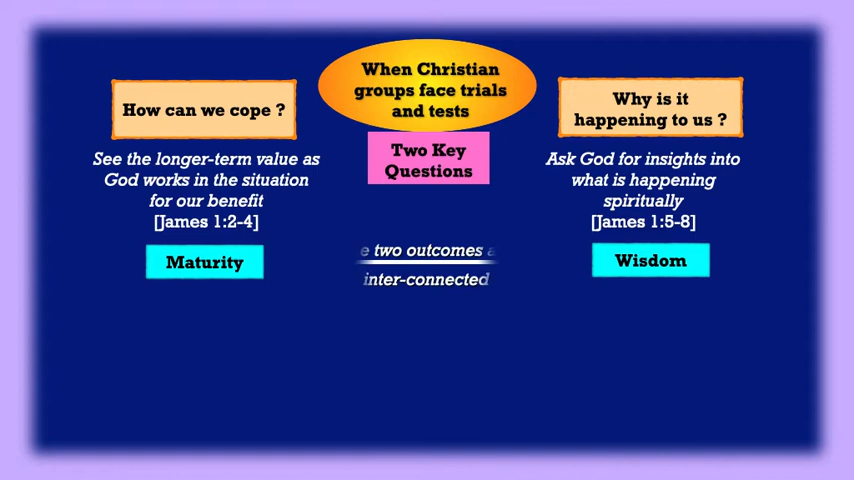 When Christian
groups face trials
and tests
Two Key
Questions
How can we cope ?
See the longer-term value as
God works in the situation
for our benefit
[James 1:2-4]
Maturity
Why is it
happening to us ?
Ask God for insights into
what is happening
spiritually
[James 1:5-8]
Wisdom
two outcomes
inter-connected